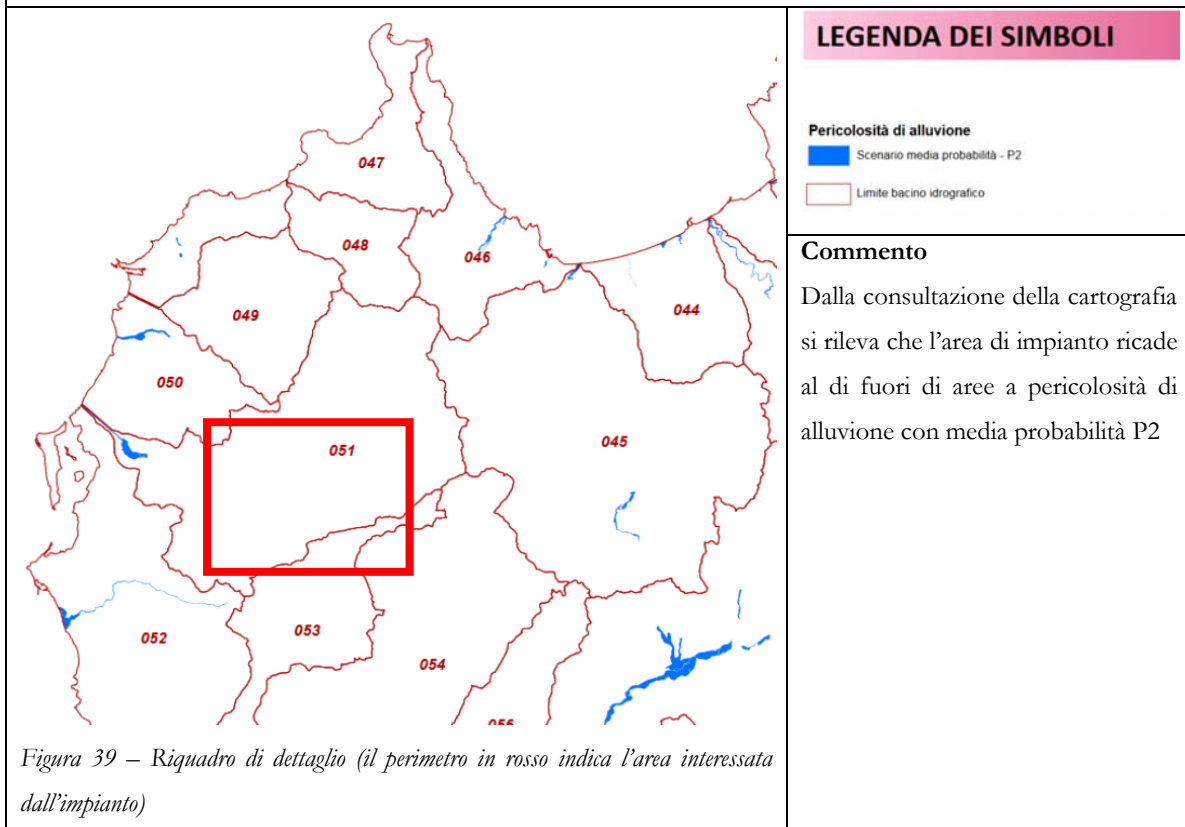 047
048
046
049
044
050
051
045
052
053
054
Figura 39 – Riquadro di dettaglio (il perimetro in rosso indica l'area interessata
dall'impianto)
LEGENDA DEI SIMBOLI
Pericolosità di alluvione
Scenario media probabilità - P2
Limite bacino idrografico
Commento
Dalla consultazione della cartografia
si rileva che l'area di impianto ricade
al di fuori di aree a pericolosità di
alluvione con media probabilità P2